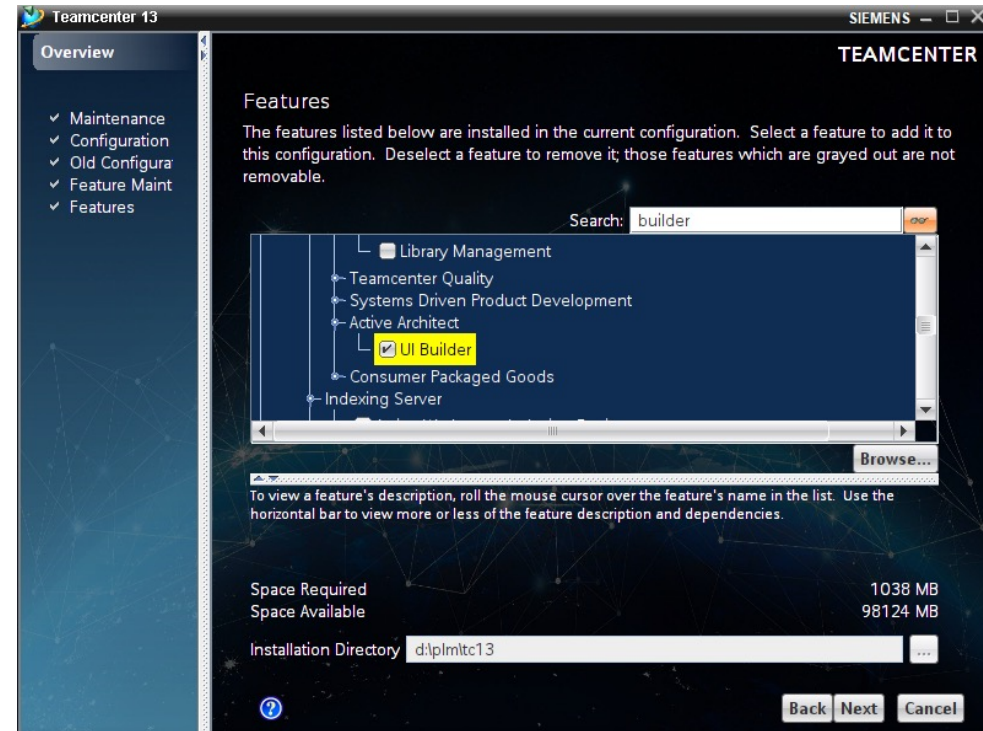 Teamcenter 13
SIEMENS
Overview
TEAMCENTER
Maintenance
Configuration
Old Configura
Feature Maint
Features
Features
The features listed below are installed in the current configuration. Select a feature to add it to
this configuration. Deselect a feature to remove it; those features which are grayed out are not
removable.
Search: builder
Library Management
Teamcenter Quality
Systems Driven Product Development
Active Architect
UI Builder
Consumer Packaged Goods
Indexing Server
Browse...
To view a feature's description, roll the mouse cursor over the feature's name in the list. Use the
horizontal bar to view more or less of the feature description and dependencies.
Space Required 1038 MB
Space Available 98124 MB
Installation Directory d:\plm\tc13 ...
Back Next Cancel